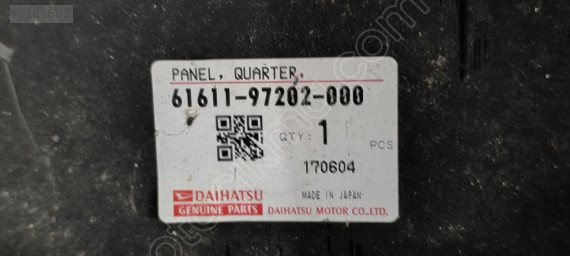 PANEL, QUARTER,
61611-97202-000
QTY: 1 PCS
170604
MADE IN JAPAN
DAIHATSU
GENUINE PARTS
DAIHATSU MOTOR CO.,LTD.